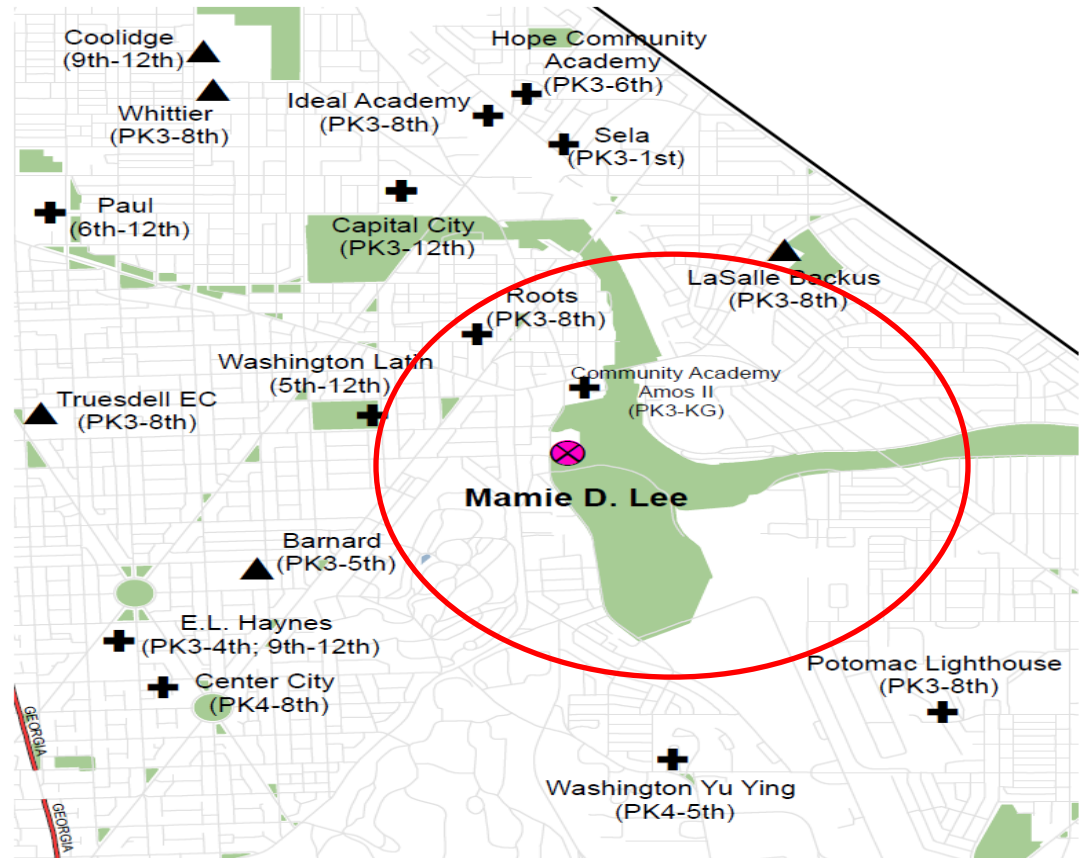 Coolidge
(9th-12th)
Whittier
(PK3-8th)
Ideal Academy
(PK3-8th)
Hope Community
Academy
(PK3-6th)
Sela
(PK3-1st)
Paul
(6th-12th)
Capital City
(PK3-12th)
LaSalle Backus
(PK3-8th)
Roots
(PK3-8th)
Washington Latin
(5th-12th)
Community Academy
Amos II
(PK3-KG)
Truesdell EC
(PK3-8th)
Mamie D. Lee
Barnard
(PK3-5th)
E.L. Haynes
(PK3-4th; 9th-12th)
Center City
(PK4-8th)
Potomac Lighthouse
(PK3-8th)
GEORGIA
Washington Yu Ying
(PK4-5th)
GEORGIA